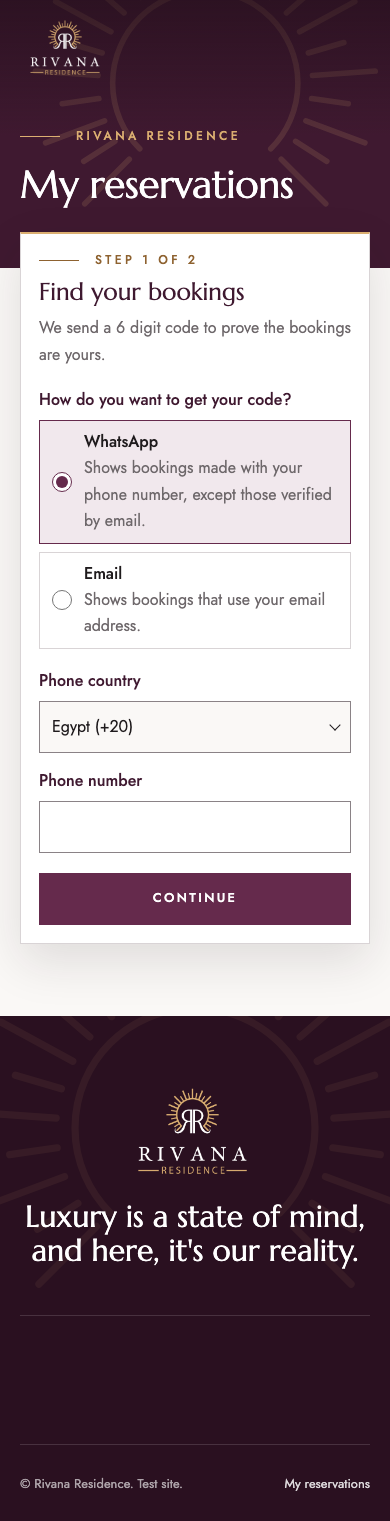 RIVANA
RESIDENCE
RIVANA RESIDENCE
My reservations
STEP 1 OF 2
Find your bookings
We send a 6 digit code to prove the bookings
are yours.
How do you want to get your code?
WhatsApp
Shows bookings made with your
phone number, except those verified
by email.
Email
Shows bookings that use your email
address.
Phone country
Egypt (+20)
Phone number
CONTINUE
RIVANA
RESIDENCE
Luxury is a state of mind,
and here, it's our reality.
© Rivana Residence. Test site.
My reservations